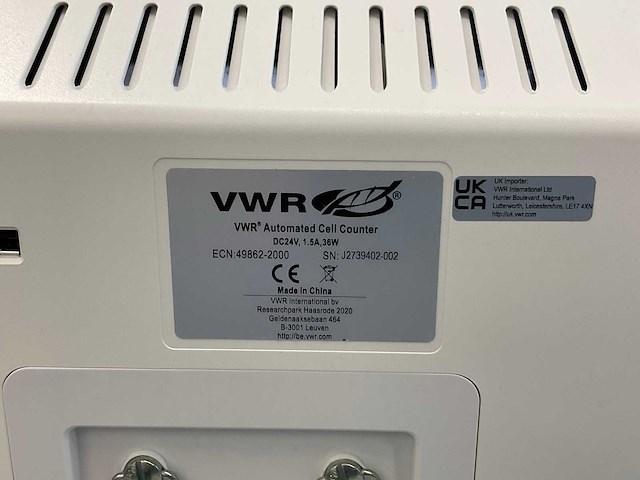 VWR®
VWR® Automated Cell Counter
DC24V, 1.5A,36W
ECN:49862-2000 SN: J2739402-002
CE
Made in China
VWR International bv
Researchpark Haasrode 2020
Geldenaaksebaan 464
B-3001 Leuven
http://be.vwr.com
UK
CA
UK Importer:
VWR International Ltd
Hunter Boulevard, Magna Park
Lutterworth, Leicestershire, LE17 4XN
http://uk.vwr.com